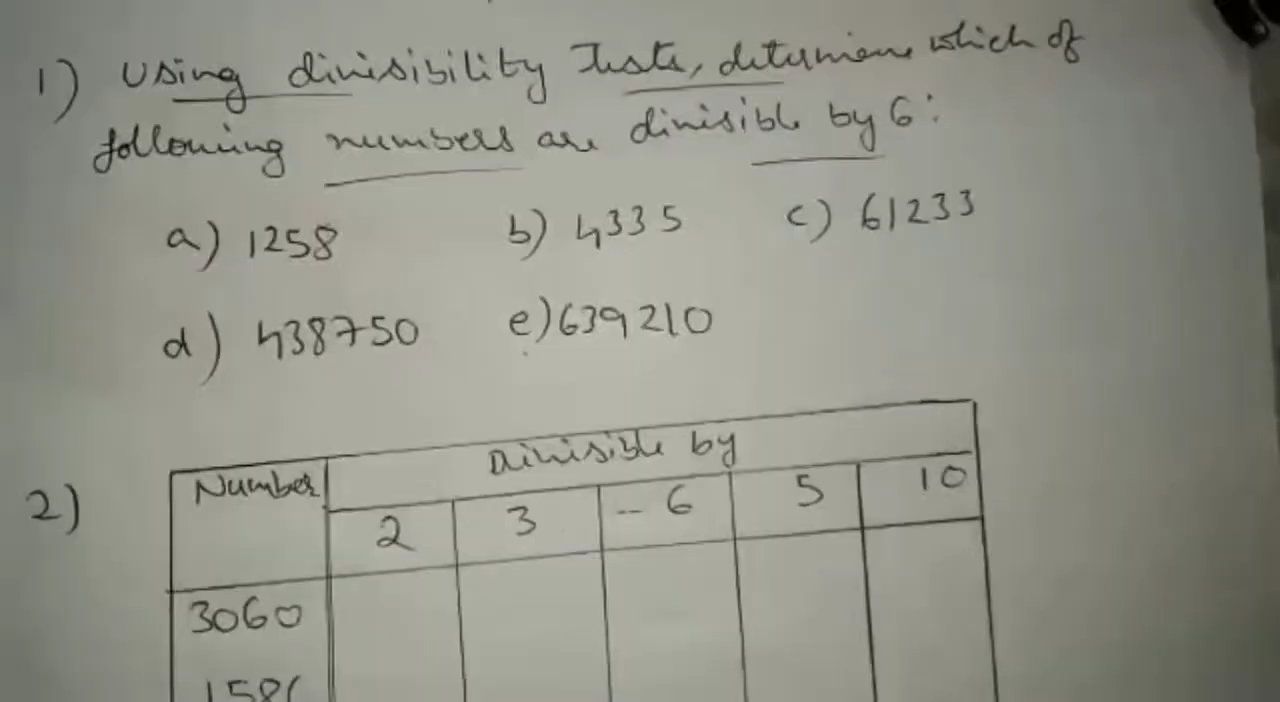 1) Using divisibility Tests, determine which of
following numbers are divisible by 6:
a) 1258 b) 4335 c) 61233
d) 438750 e) 639210
2)
Number Divisible by
2 3 6 5 10
3060